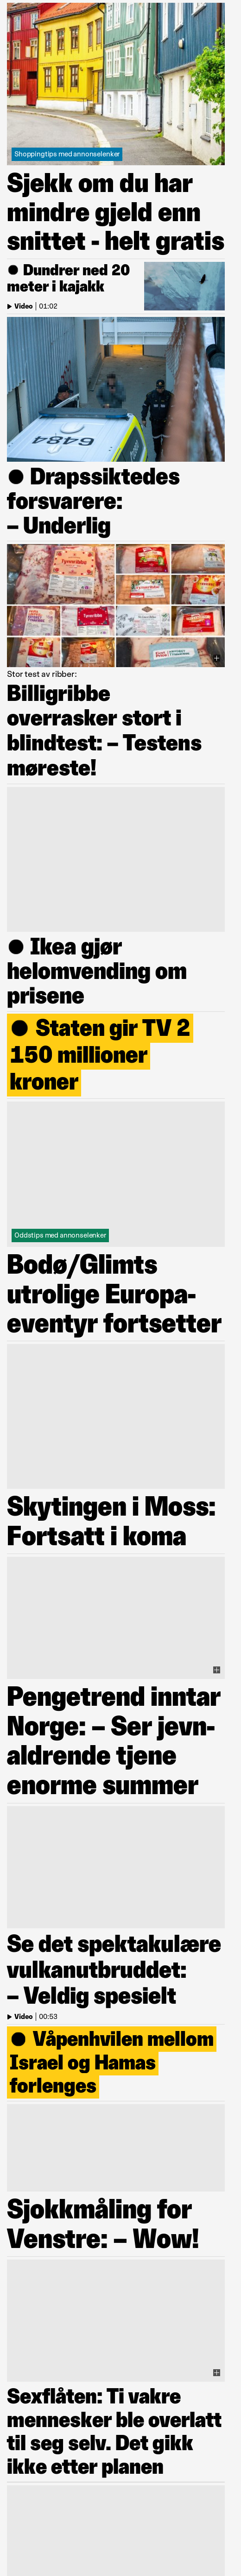 Shoppingtips med annonselenker
Sjekk om du har
mindre gjeld enn
snittet - helt gratis
● Dundrer ned 20
meter i kajakk
Video | 01:02
6484
● Drapssiktedes
forsvarere:
– Underlig
Stor test av ribber:
Billigribbe
overrasker stort i
blindtest: – Testens
møreste!
● Ikea gjør
helomvending om
prisene
● Staten gir TV 2
150 millioner
kroner
Oddstips med annonselenker
Bodø/Glimts
utrolige Europa-
eventyr fortsetter
Skytingen i Moss:
Fortsatt i koma
Pengetrend inntar
Norge: – Ser jevn-
aldrende tjene
enorme summer
Se det spektakulære
vulkanutbruddet:
– Veldig spesielt
Video | 00:53
● Våpenhvilen mellom
Israel og Hamas
forlenges
Sjokkmåling for
Venstre: – Wow!
Sexflåten: Ti vakre
mennesker ble overlatt
til seg selv. Det gikk
ikke etter planen